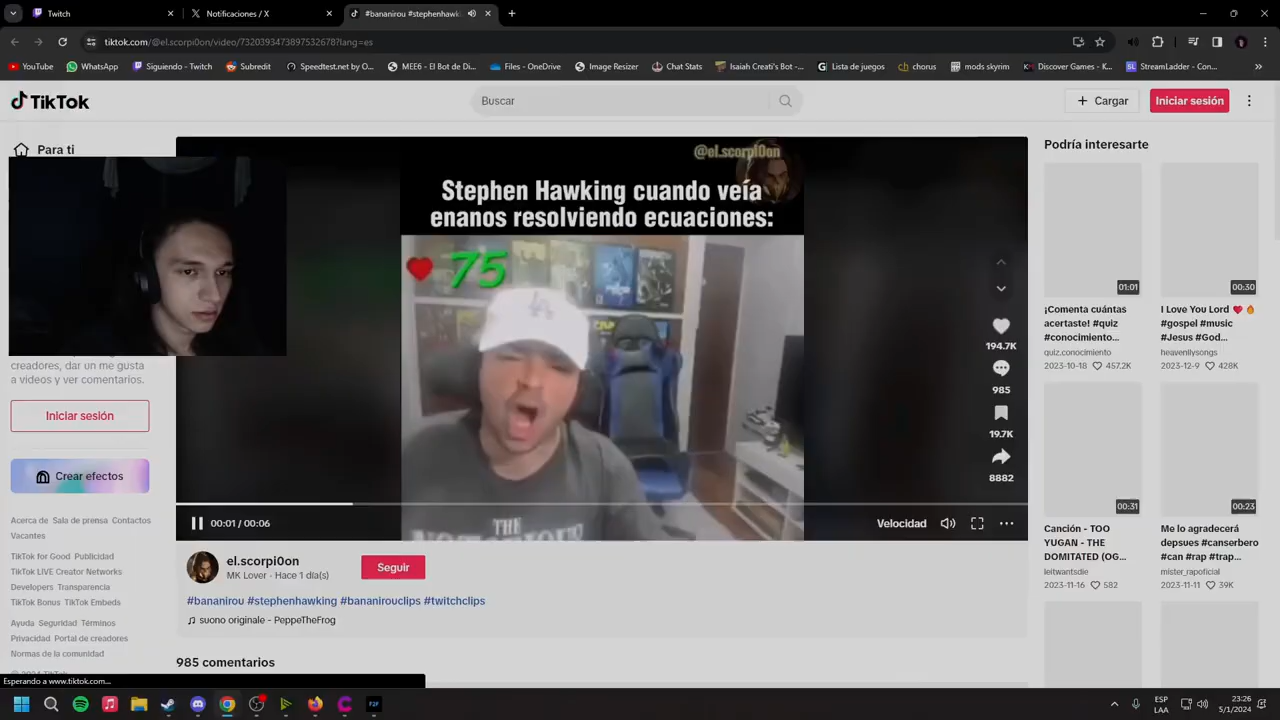 Twitch
Notificaciones / X
#bananirou #stephenhawki
tiktok.com/@el.scorpi0on/video/7320394738975532678?lang=es
YouTube
WhatsApp
Siguiendo - Twitch
Subredit
Speedtest.net by O...
MEE6 - El Bot de Di...
Files - OneDrive
Image Resizer
Chat Stats
Isaiah Creati's Bot -...
Lista de juegos
chorus
mods skyrim
Discover Games - K...
StreamLadder - Con...
TikTok
Buscar
Cargar
Iniciar sesión
Para ti
creadores, dar un me gusta
a videos y ver comentarios.
Iniciar sesión
Crear efectos
Acerca de Sala de prensa Contactos
Vacantes
TikTok for Good Publicidad
TikTok LIVE Creator Networks
Developers Transparencia
TikTok Bonus TikTok Embeds
Ayuda Seguridad Términos
Privacidad Portal de creadores
Normas de la comunidad
© 2024 TikTok
Esperando a www.tiktok.com...
@el.scorpi0on
Stephen Hawking cuando veía
enanos resolviendo ecuaciones:
75
THE
194.7K
985
19.7K
8882
00:01 / 00:06
Velocidad
el.scorpi0on
MK Lover · Hace 1 día(s)
Seguir
#bananirou #stephenhawking #bananirouclips #twitchclips
suono originale - PeppeTheFrog
985 comentarios
Podría interesarte
01:01
¡Comenta cuántas
acertaste! #quiz
#conocimiento...
quiz.conocimiento
2023-10-18 457.2K
00:30
I Love You Lord
#gospel #music
#Jesus #God...
heavenilysongs
2023-12-9 428K
00:31
Canción - TOO
YUGAN - THE
DOMITATED (OG...
leitwantsdie
2023-11-16 582
00:23
Me lo agradecerá
depsues #canserbero
#can #rap #trap...
mister_rapoficial
2023-11-11 39K
F2F
ESP
LAA
23:26
5/1/2024